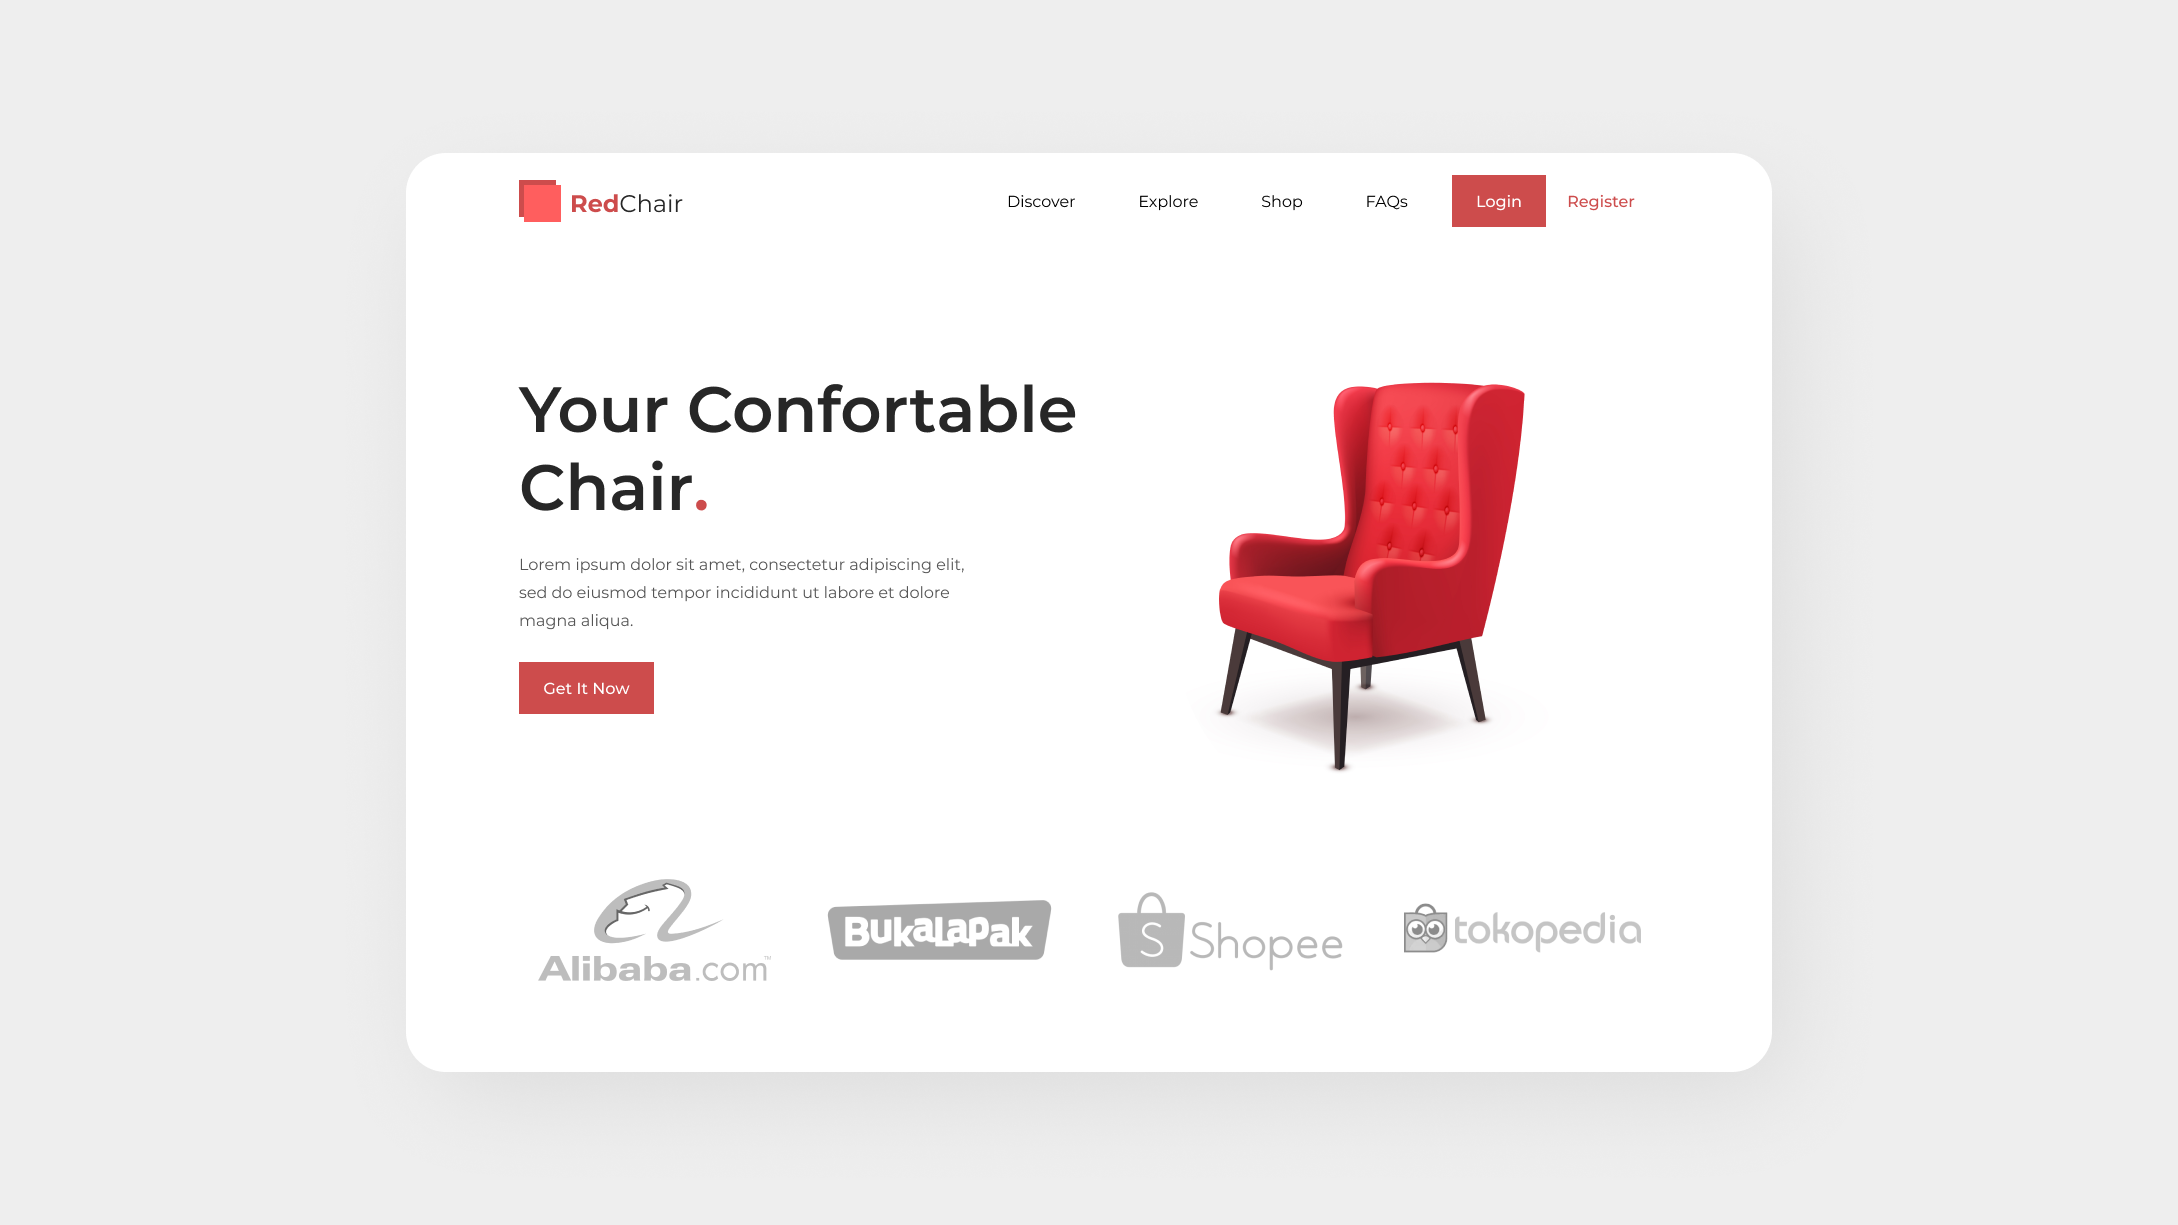 RedChair
Discover
Explore
Shop
FAQs
Login
Register
Your Confortable
Chair.
Lorem ipsum dolor sit amet, consectetur adipiscing elit,
sed do eiusmod tempor incididunt ut labore et dolore
magna aliqua.
Get It Now
Alibaba.com™
BukaLapak
S Shopee
tokopedia